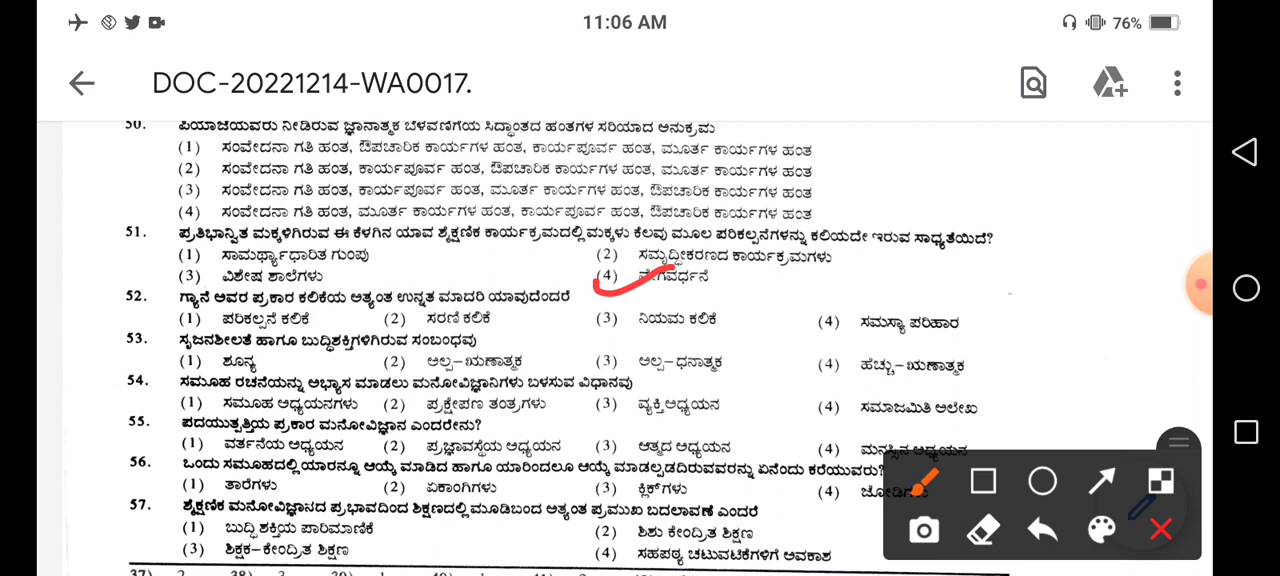 11:06 AM
76%
DOC-20221214-WA0017.
50. ಪಿಯಾಜೆಯವರು ನೀಡಿರುವ ಜ್ಞಾನಾತ್ಮಕ ಬೆಳವಣಿಗೆಯ ಸಿದ್ಧಾಂತದ ಹಂತಗಳ ಸರಿಯಾದ ಅನುಕ್ರಮ
(1) ಸಂವೇದನಾ ಗತಿ ಹಂತ, ಔಪಚಾರಿಕ ಕಾರ್ಯಗಳ ಹಂತ, ಕಾರ್ಯಪೂರ್ವ ಹಂತ, ಮೂರ್ತ ಕಾರ್ಯಗಳ ಹಂತ
(2) ಸಂವೇದನಾ ಗತಿ ಹಂತ, ಕಾರ್ಯಪೂರ್ವ ಹಂತ, ಔಪಚಾರಿಕ ಕಾರ್ಯಗಳ ಹಂತ, ಮೂರ್ತ ಕಾರ್ಯಗಳ ಹಂತ
(3) ಸಂವೇದನಾ ಗತಿ ಹಂತ, ಕಾರ್ಯಪೂರ್ವ ಹಂತ, ಮೂರ್ತ ಕಾರ್ಯಗಳ ಹಂತ, ಔಪಚಾರಿಕ ಕಾರ್ಯಗಳ ಹಂತ
(4) ಸಂವೇದನಾ ಗತಿ ಹಂತ, ಮೂರ್ತ ಕಾರ್ಯಗಳ ಹಂತ, ಕಾರ್ಯಪೂರ್ವ ಹಂತ, ಔಪಚಾರಿಕ ಕಾರ್ಯಗಳ ಹಂತ
51. ಪ್ರತಿಭಾನ್ವಿತ ಮಕ್ಕಳಿಗಿರುವ ಈ ಕೆಳಗಿನ ಯಾವ ಶೈಕ್ಷಣಿಕ ಕಾರ್ಯಕ್ರಮದಲ್ಲಿ ಮಕ್ಕಳು ಕೆಲವು ಮೂಲ ಪರಿಕಲ್ಪನೆಗಳನ್ನು ಕಲಿಯದೇ ಇರುವ ಸಾಧ್ಯತೆಯಿದೆ?
(1) ಸಾಮರ್ಥ್ಯಾಧಾರಿತ ಗುಂಪು (2) ಸಮೃದ್ಧೀಕರಣದ ಕಾರ್ಯಕ್ರಮಗಳು
(3) ವಿಶೇಷ ಶಾಲೆಗಳು (4) ವೇಗವರ್ಧನೆ
52. ಗ್ಯಾನೆ ಅವರ ಪ್ರಕಾರ ಕಲಿಕೆಯ ಅತ್ಯಂತ ಉನ್ನತ ಮಾದರಿ ಯಾವುದೆಂದರೆ
(1) ಪರಿಕಲ್ಪನೆ ಕಲಿಕೆ (2) ಸರಣಿ ಕಲಿಕೆ (3) ನಿಯಮ ಕಲಿಕೆ (4) ಸಮಸ್ಯಾ ಪರಿಹಾರ
53. ಸೃಜನಶೀಲತೆ ಹಾಗೂ ಬುದ್ಧಿಶಕ್ತಿಗಳಿಗಿರುವ ಸಂಬಂಧವು
(1) ಶೂನ್ಯ (2) ಅಲ್ಪ–ಋಣಾತ್ಮಕ (3) ಅಲ್ಪ–ಧನಾತ್ಮಕ (4) ಹೆಚ್ಚು–ಋಣಾತ್ಮಕ
54. ಸಮೂಹ ರಚನೆಯನ್ನು ಅಭ್ಯಾಸ ಮಾಡಲು ಮನೋವಿಜ್ಞಾನಿಗಳು ಬಳಸುವ ವಿಧಾನವು
(1) ಸಮೂಹ ಅಧ್ಯಯನಗಳು (2) ಪ್ರಕ್ಷೇಪಣ ತಂತ್ರಗಳು (3) ವ್ಯಕ್ತಿ ಅಧ್ಯಯನ (4) ಸಮಾಜಮಿತಿ ಆಲೇಖ
55. ಪದಯುತ್ಪತ್ತಿಯ ಪ್ರಕಾರ ಮನೋವಿಜ್ಞಾನ ಎಂದರೇನು?
(1) ವರ್ತನೆಯ ಅಧ್ಯಯನ (2) ಪ್ರಜ್ಞಾವಸ್ಥೆಯ ಅಧ್ಯಯನ (3) ಆತ್ಮದ ಅಧ್ಯಯನ (4) ಮನಸ್ಸಿನ ಅಧ್ಯಯನ
56. ಒಂದು ಸಮೂಹದಲ್ಲಿ ಯಾರನ್ನೂ ಆಯ್ಕೆ ಮಾಡಿದ ಹಾಗೂ ಯಾರಿಂದಲೂ ಆಯ್ಕೆ ಮಾಡಲ್ಪಡದಿರುವವರನ್ನು ಏನೆಂದು ಕರೆಯುವರು?
(1) ತಾರೆಗಳು (2) ಏಕಾಂಗಿಗಳು (3) ಕ್ಲಿಕ್‌ಗಳು (4)
57. ಶೈಕ್ಷಣಿಕ ಮನೋವಿಜ್ಞಾನದ ಪ್ರಭಾವದಿಂದ ಶಿಕ್ಷಣದಲ್ಲಿ ಮೂಡಿಬಂದ ಅತ್ಯಂತ ಪ್ರಮುಖ ಬದಲಾವಣೆ ಎಂದರೆ
(1) ಬುದ್ಧಿಶಕ್ತಿಯ ಪಾರಿಮಾಣಿಕೆ (2) ಶಿಶು ಕೇಂದ್ರಿತ ಶಿಕ್ಷಣ
(3) ಶಿಕ್ಷಕ–ಕೇಂದ್ರಿತ ಶಿಕ್ಷಣ (4) ಸಹಪಠ್ಯ ಚಟುವಟಿಕೆಗಳಿಗೆ ಅವಕಾಶ